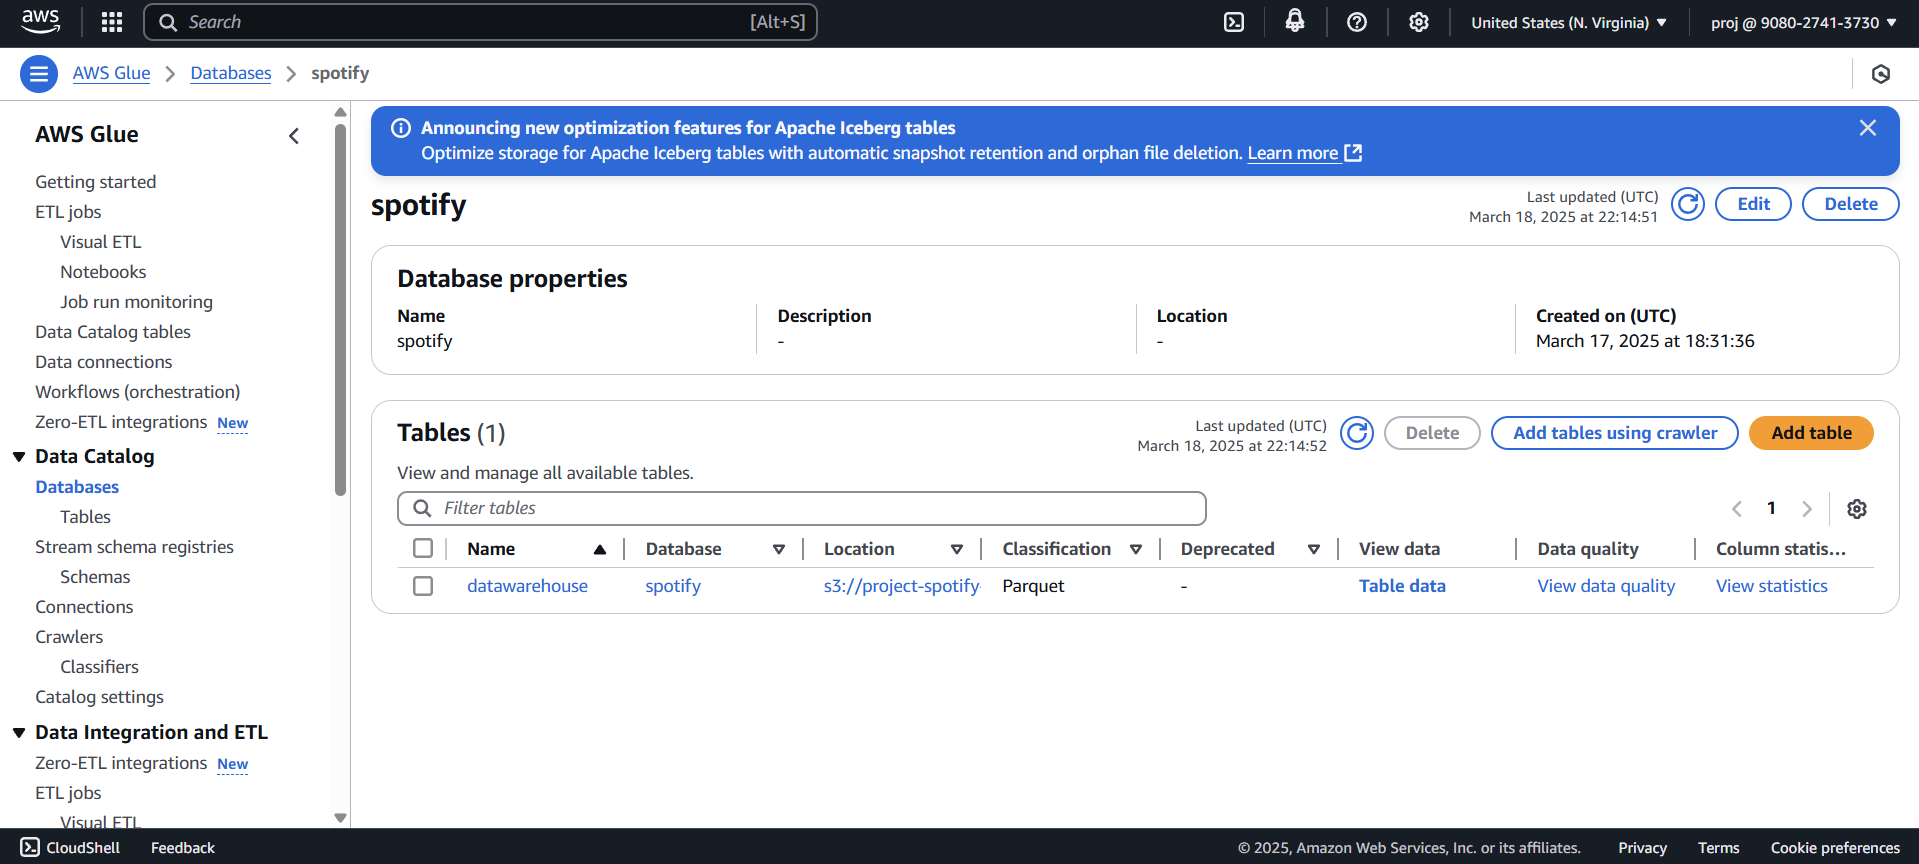 aws
Search [Alt+S]
United States (N. Virginia)
proj @ 9080-2741-3730
AWS Glue
Databases
spotify
AWS Glue
Getting started
ETL jobs
Visual ETL
Notebooks
Job run monitoring
Data Catalog tables
Data connections
Workflows (orchestration)
Zero-ETL integrations New
Data Catalog
Databases
Tables
Stream schema registries
Schemas
Connections
Crawlers
Classifiers
Catalog settings
Data Integration and ETL
Zero-ETL integrations New
ETL jobs
Visual ETL
Announcing new optimization features for Apache Iceberg tables
Optimize storage for Apache Iceberg tables with automatic snapshot retention and orphan file deletion. Learn more
spotify
Last updated (UTC)
March 18, 2025 at 22:14:51
Edit
Delete
Database properties
Name
spotify
Description
-
Location
-
Created on (UTC)
March 17, 2025 at 18:31:36
Tables (1)
Last updated (UTC)
March 18, 2025 at 22:14:52
Delete
Add tables using crawler
Add table
View and manage all available tables.
Filter tables
1
Name Database Location Classification Deprecated View data Data quality Column statis...
datawarehouse spotify s3://project-spotify- Parquet - Table data View data quality View statistics
CloudShell Feedback © 2025, Amazon Web Services, Inc. or its affiliates. Privacy Terms Cookie preferences